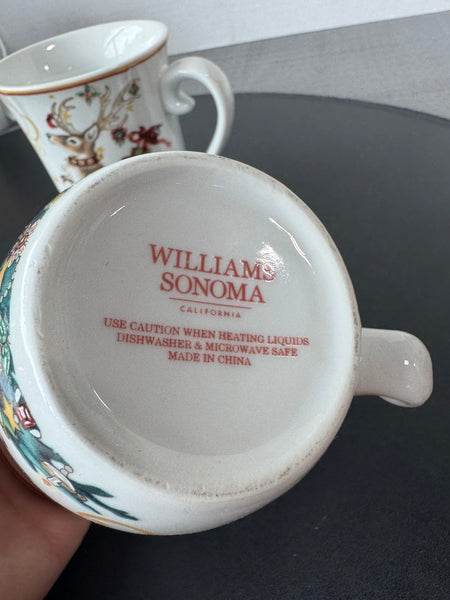 WILLIAMS
SONOMA
CALIFORNIA
USE CAUTION WHEN HEATING LIQUIDS
DISHWASHER & MICROWAVE SAFE
MADE IN CHINA